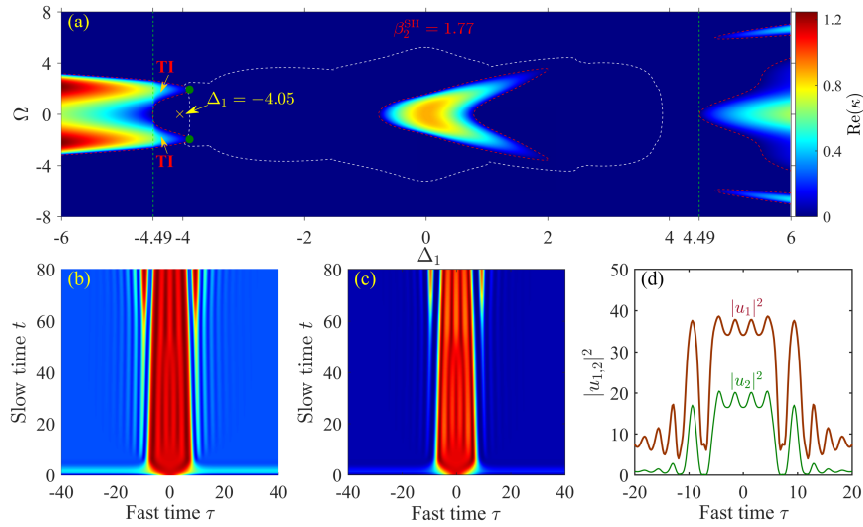 (a)
β₂^SH = 1.77
TI
Δ₁ = −4.05
TI
Ω
8
4
0
-4
-8
-6
-4.49
-4
-2
0
2
4
4.49
6
Δ₁
1.2
0.8
0.4
0
Re(κ)
(b)
Slow time t
80
60
40
20
0
-40
-20
0
20
40
Fast time τ
(c)
Slow time t
80
60
40
20
0
-40
-20
0
20
40
Fast time τ
(d)
|u₁|²
|u₂|²
|u₁,₂|²
50
40
30
20
10
0
-20
-10
0
10
20
Fast time τ